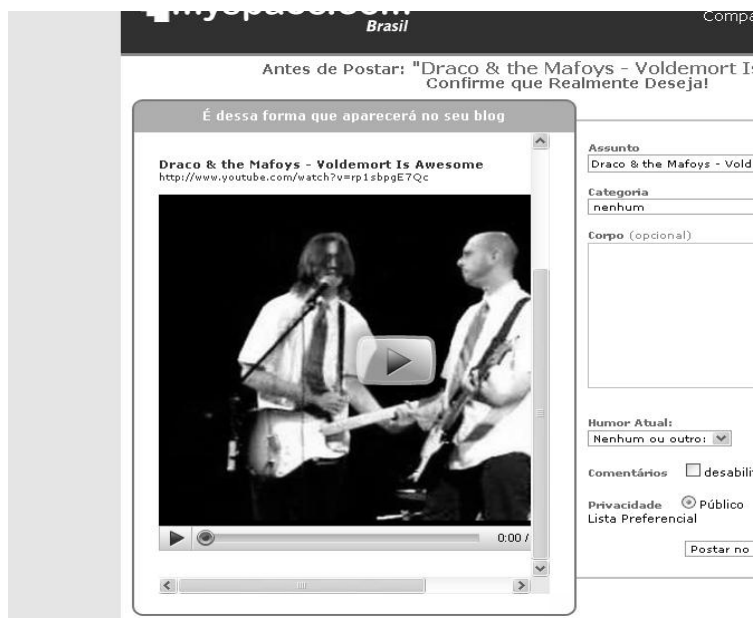 myspace.com
Brasil
Antes de Postar: "Draco & the Mafoys - Voldemort
Confirme que Realmente Deseja!
É dessa forma que aparecerá no seu blog
Draco & the Mafoys - Voldemort Is Awesome
http://www.youtube.com/watch?v=rp1sbpgE7Qc
0:00 /
Assunto
Draco & the Mafoys - Vold
Categoria
nenhum
Corpo (opcional)
Humor Atual:
Nenhum ou outro:
Comentários desabili
Privacidade Público
Lista Preferencial
Postar no